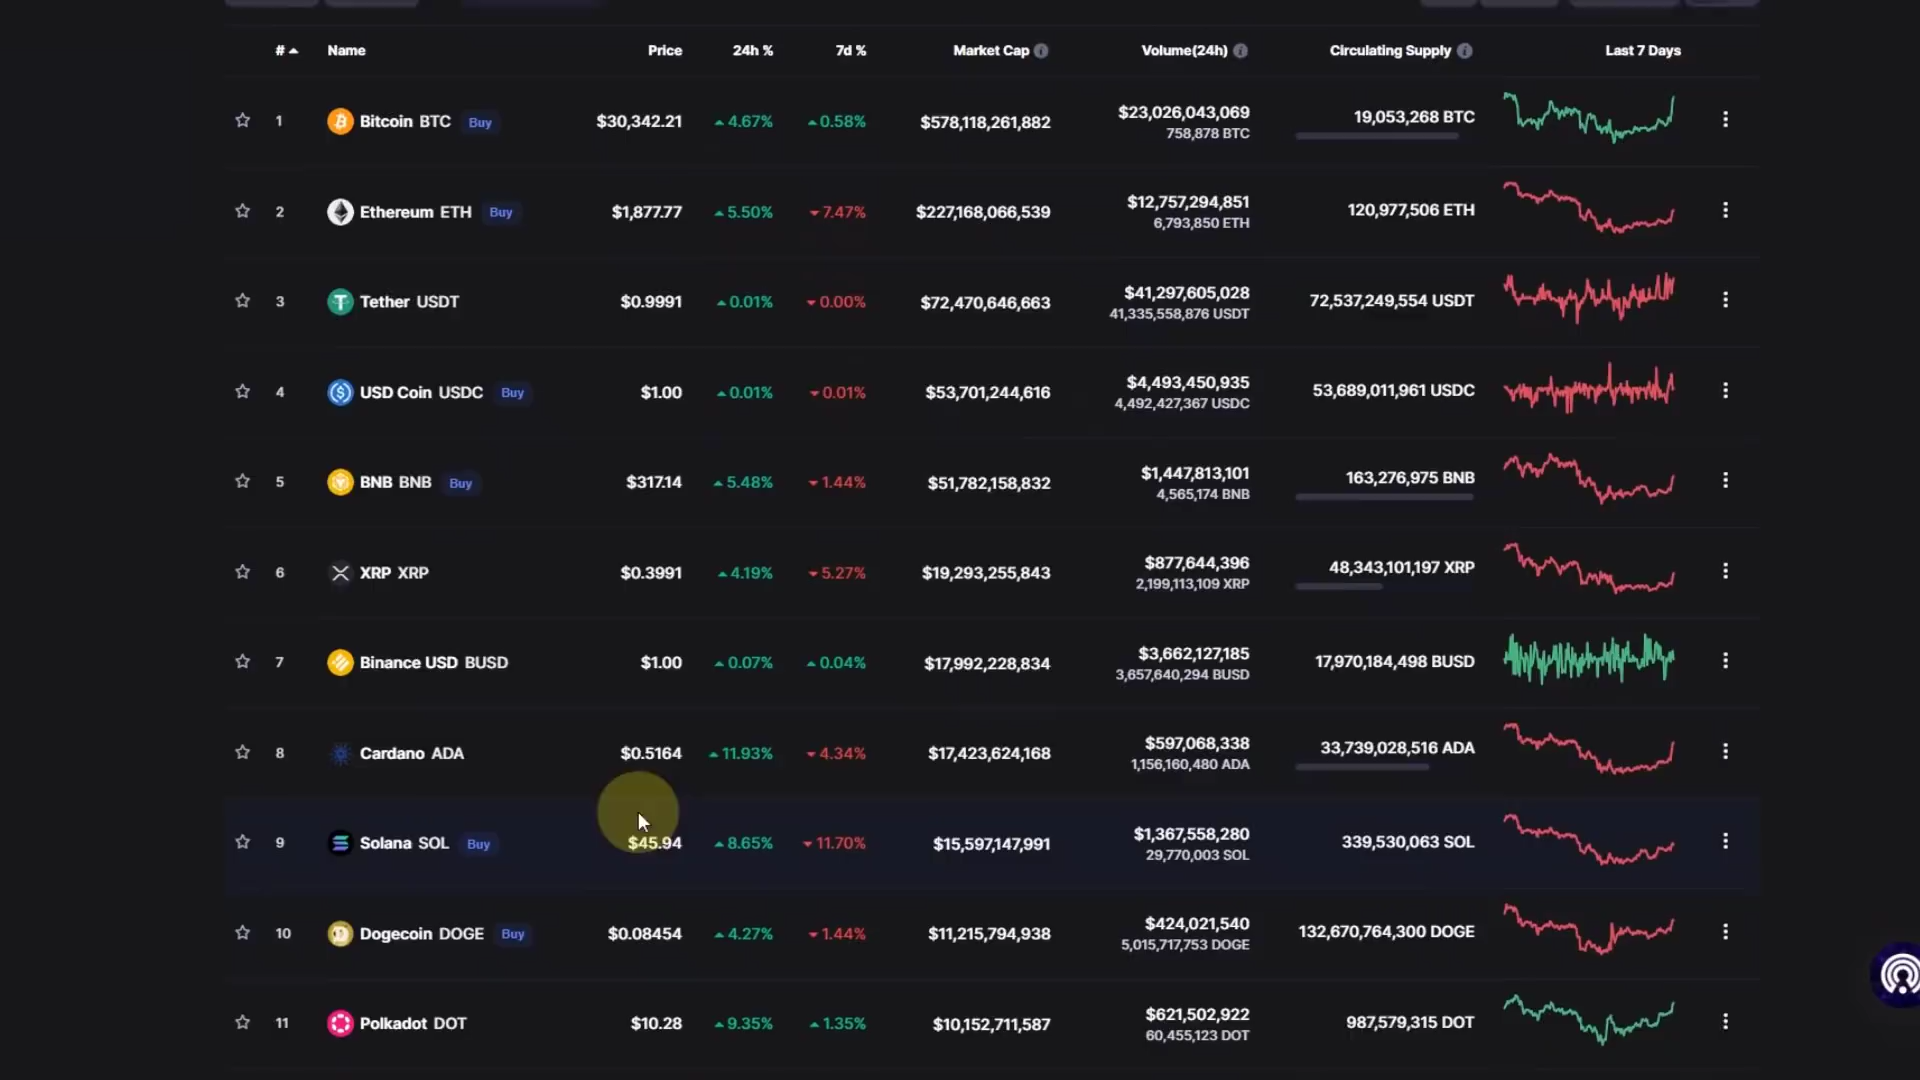 # Name Price 24h % 7d % Market Cap Volume(24h) Circulating Supply Last 7 Days
1 Bitcoin BTC Buy $30,342.21 4.67% 0.58% $578,118,261,882 $23,026,043,069 19,053,268 BTC
758,878 BTC
2 Ethereum ETH Buy $1,877.77 5.50% 7.47% $227,168,066,539 $12,757,294,851 120,977,506 ETH
6,793,850 ETH
3 Tether USDT $0.9991 0.01% 0.00% $72,470,646,663 $41,297,605,028 72,537,249,554 USDT
41,335,558,876 USDT
4 USD Coin USDC Buy $1.00 0.01% 0.01% $53,701,244,616 $4,493,450,935 53,689,011,961 USDC
4,492,427,367 USDC
5 BNB BNB Buy $317.14 5.48% 1.44% $51,782,158,832 $1,447,813,101 163,276,975 BNB
4,565,174 BNB
6 XRP XRP $0.3991 4.19% 5.27% $19,293,255,843 $877,644,396 48,343,101,197 XRP
2,199,113,109 XRP
7 Binance USD BUSD $1.00 0.07% 0.04% $17,992,228,834 $3,662,127,185 17,970,184,498 BUSD
3,657,640,294 BUSD
8 Cardano ADA $0.5164 11.93% 4.34% $17,423,624,168 $597,068,338 33,739,028,516 ADA
1,156,160,480 ADA
9 Solana SOL Buy $45.94 8.65% 11.70% $15,597,147,991 $1,367,558,280 339,530,063 SOL
29,770,003 SOL
10 Dogecoin DOGE Buy $0.08454 4.27% 1.44% $11,215,794,938 $424,021,540 132,670,764,300 DOGE
5,015,717,753 DOGE
11 Polkadot DOT $10.28 9.35% 1.35% $10,152,711,587 $621,502,922 987,579,315 DOT
60,455,123 DOT